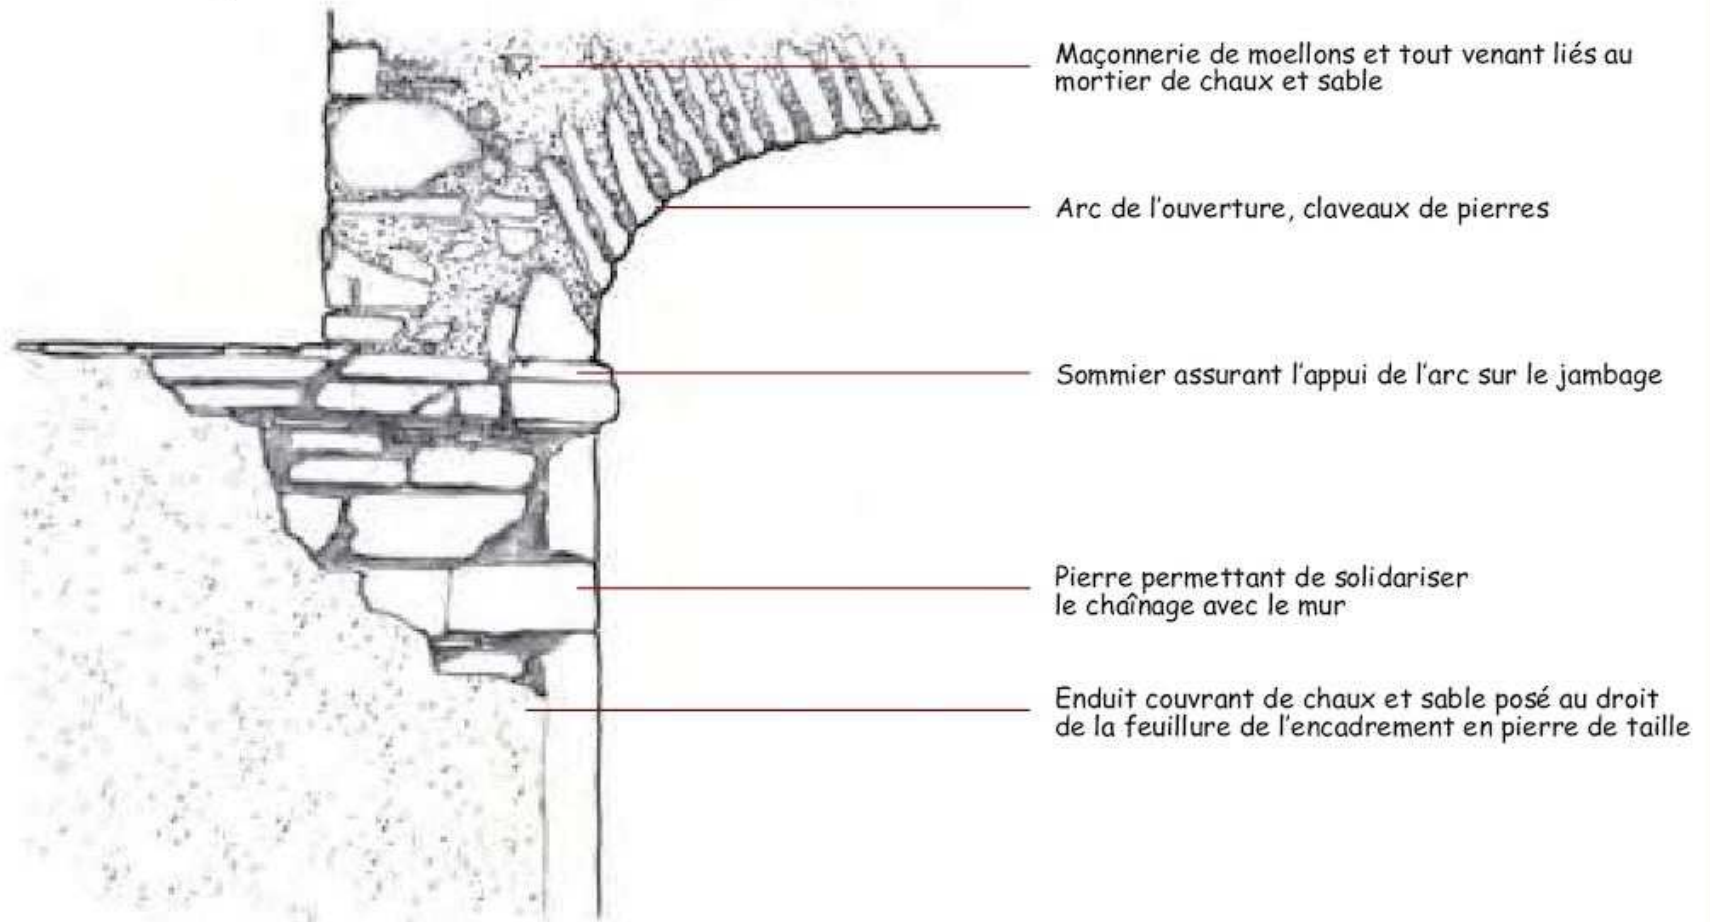 Maçonnerie de moellons et tout venant liés au
mortier de chaux et sable
Arc de l'ouverture, claveaux de pierres
Sommier assurant l'appui de l'arc sur le jambage
Pierre permettant de solidariser
le chaînage avec le mur
Enduit couvrant de chaux et sable posé au droit
de la feuillure de l'encadrement en pierre de taille